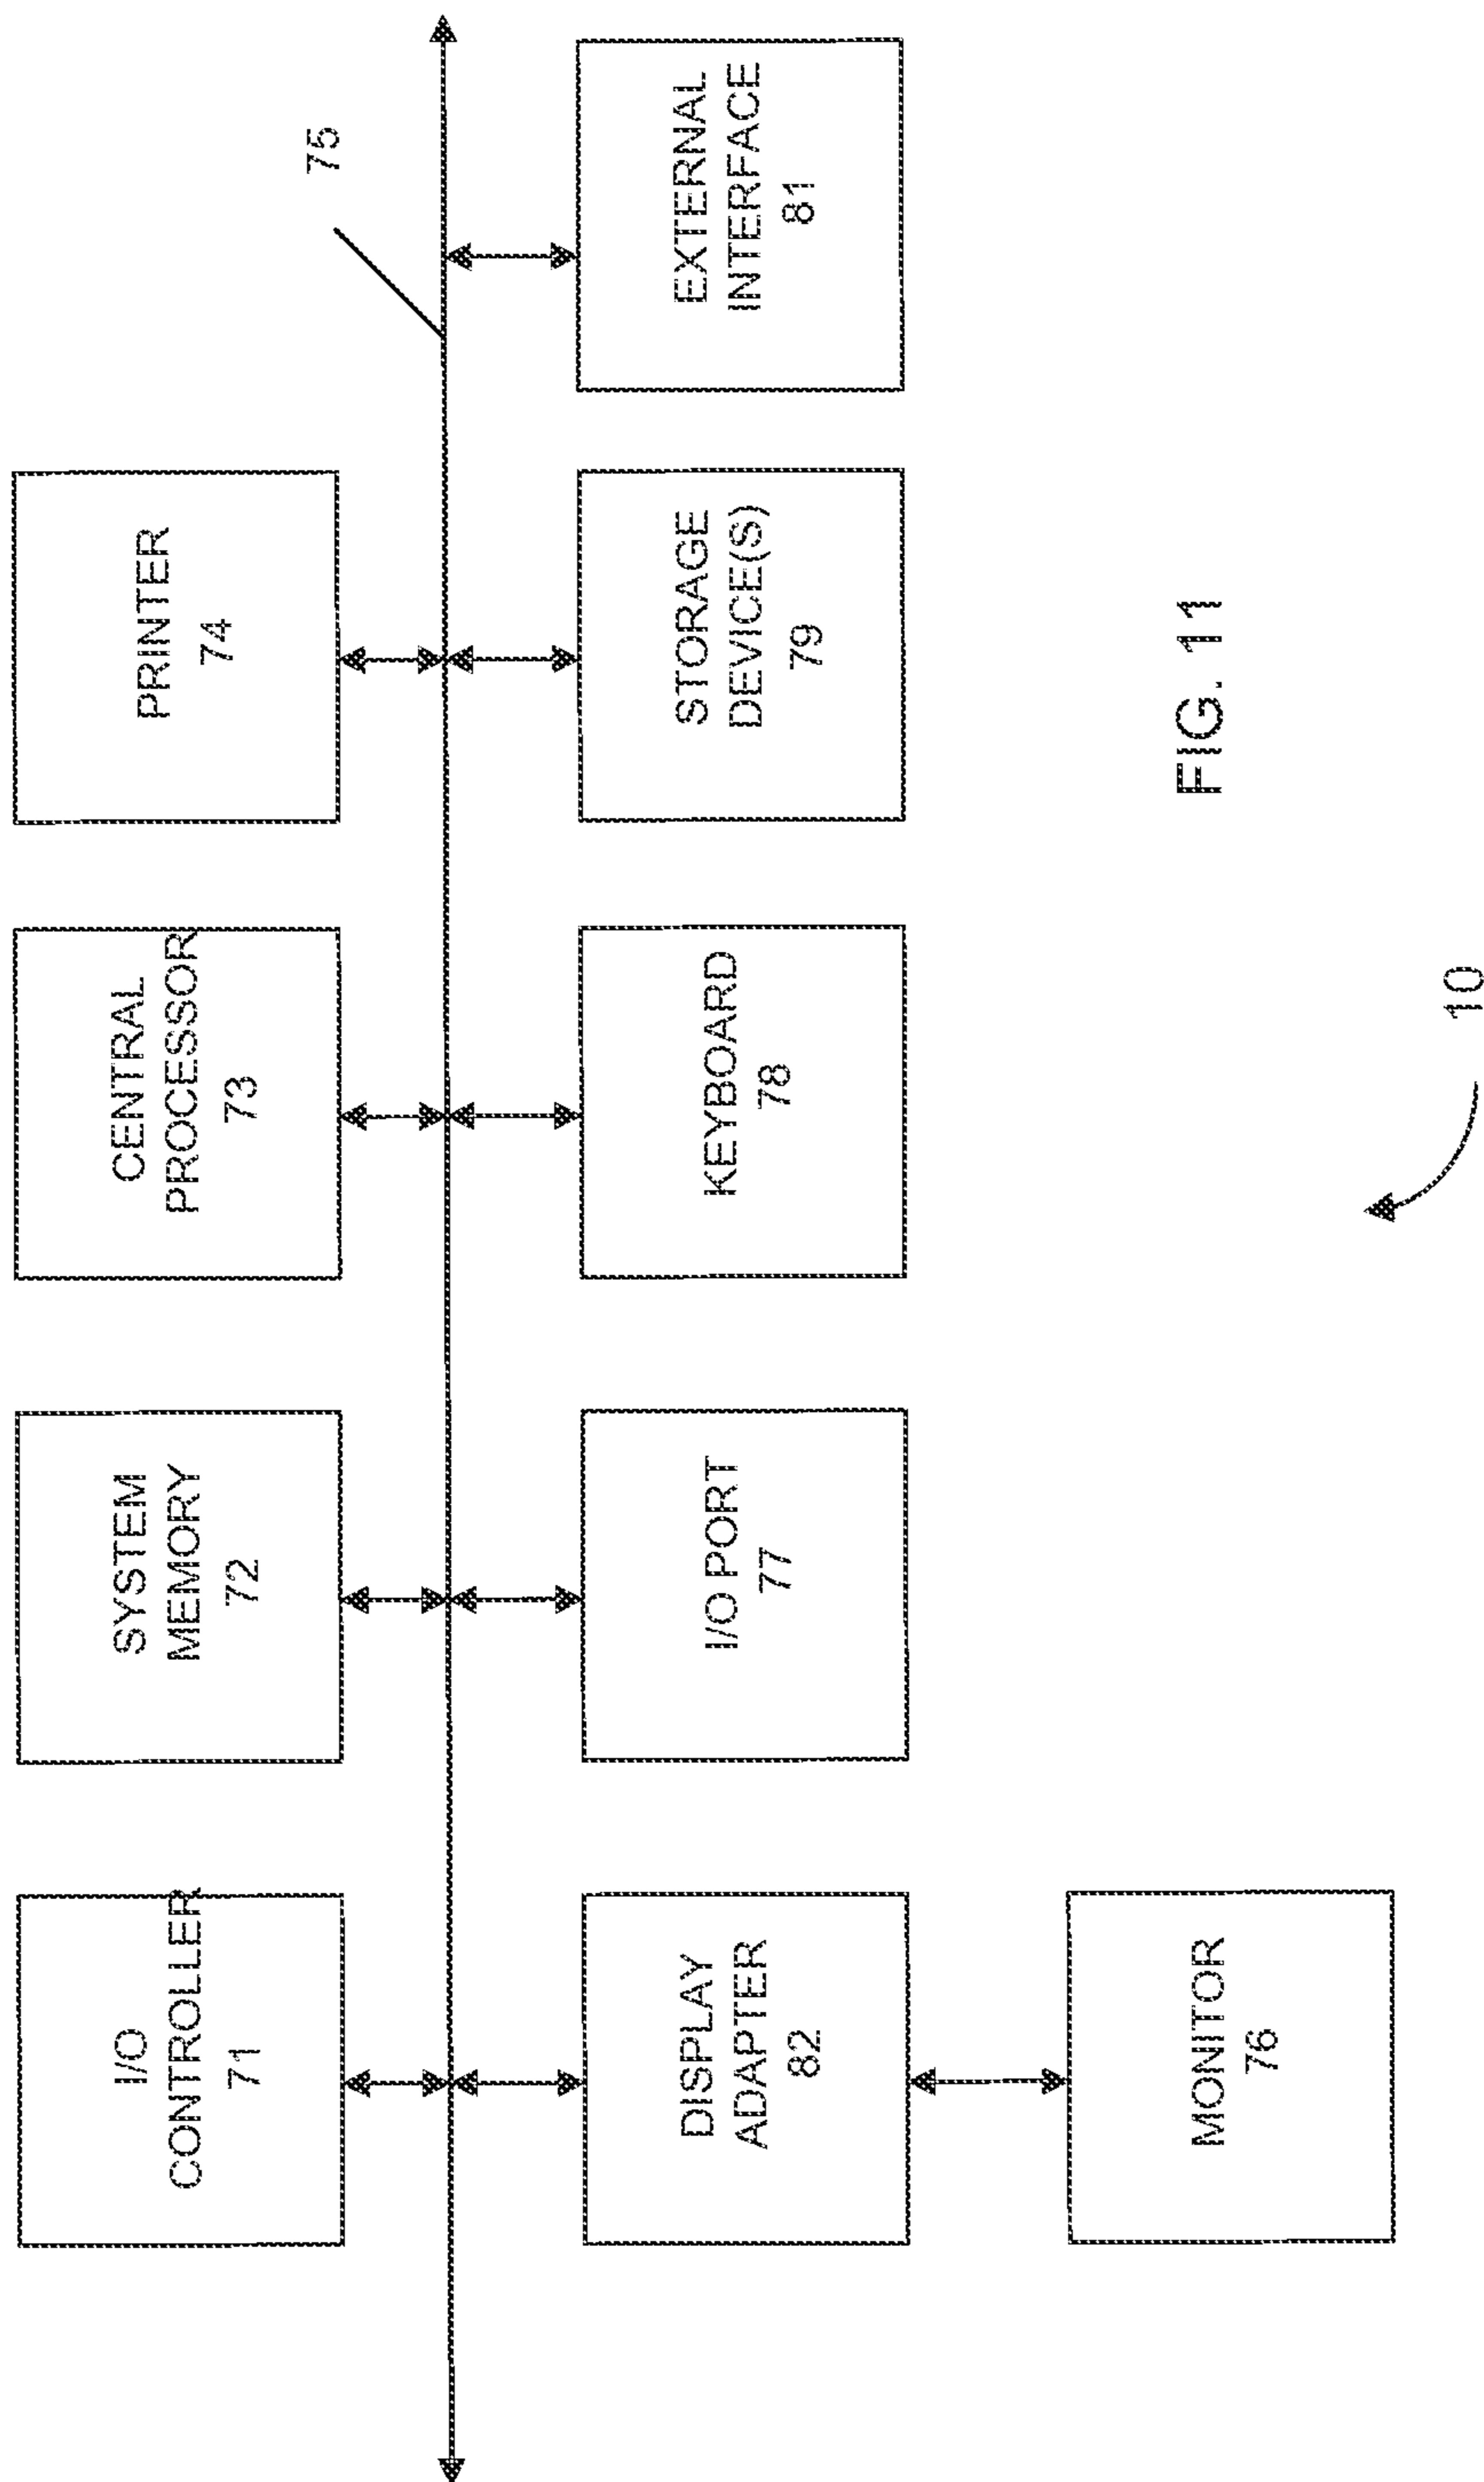 I/O
CONTROLLER
71
SYSTEM
MEMORY
72
CENTRAL
PROCESSOR
73
PRINTER
74
75
DISPLAY
ADAPTER
82
I/O PORT
77
KEYBOARD
78
STORAGE
DEVICE(S)
79
EXTERNAL
INTERFACE
81
MONITOR
76
FIG. 11
10